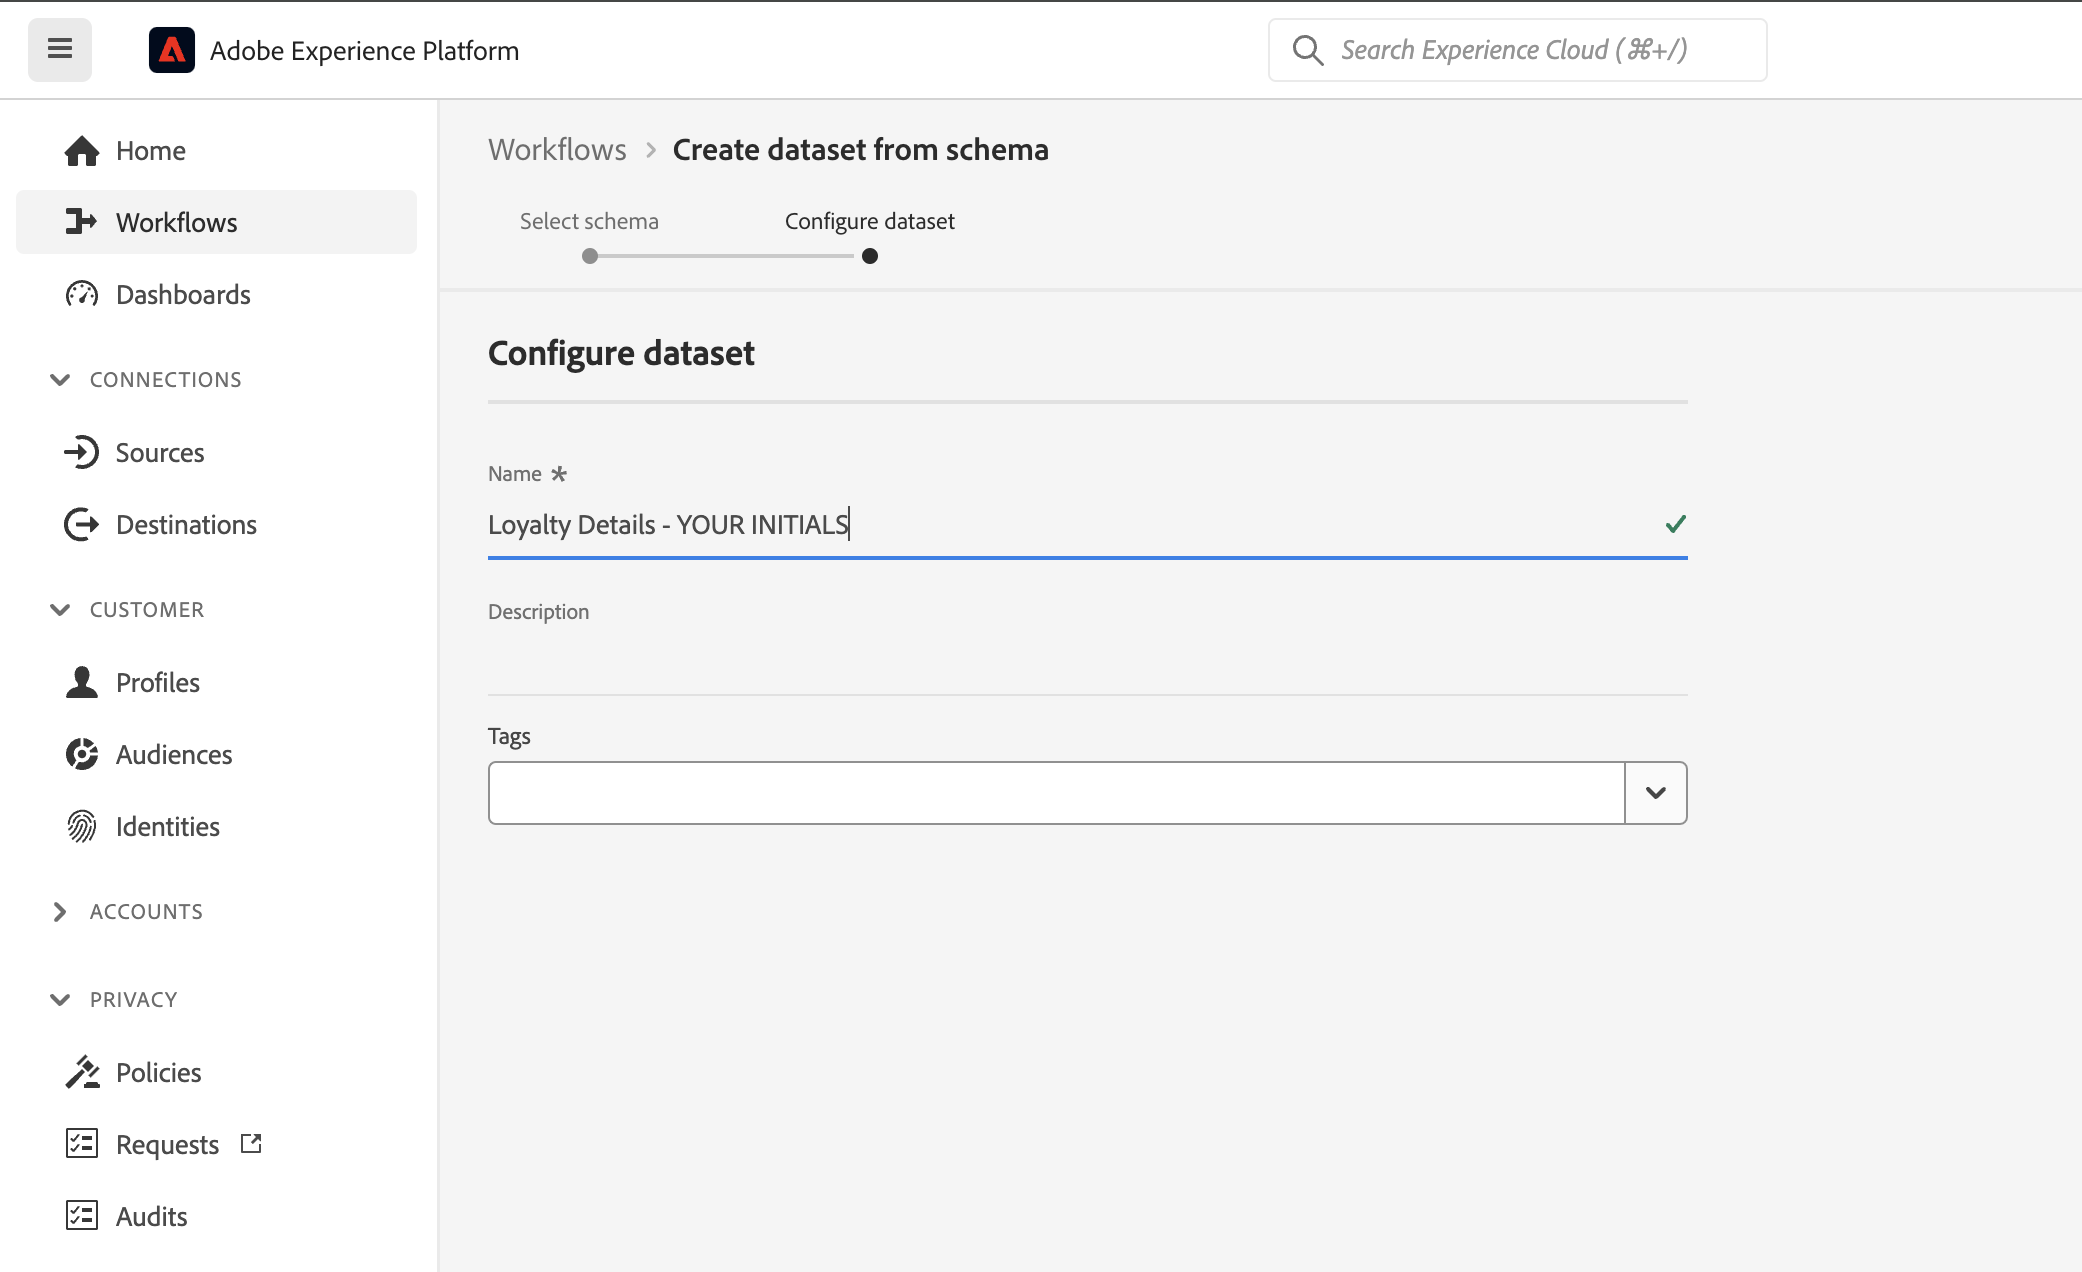 Adobe Experience Platform
Search Experience Cloud (⌘+/)
Home
Workflows
Dashboards
CONNECTIONS
Sources
Destinations
CUSTOMER
Profiles
Audiences
Identities
ACCOUNTS
PRIVACY
Policies
Requests
Audits
Workflows > Create dataset from schema
Select schema
Configure dataset
Configure dataset
Name *
Loyalty Details - YOUR INITIALS
Description
Tags